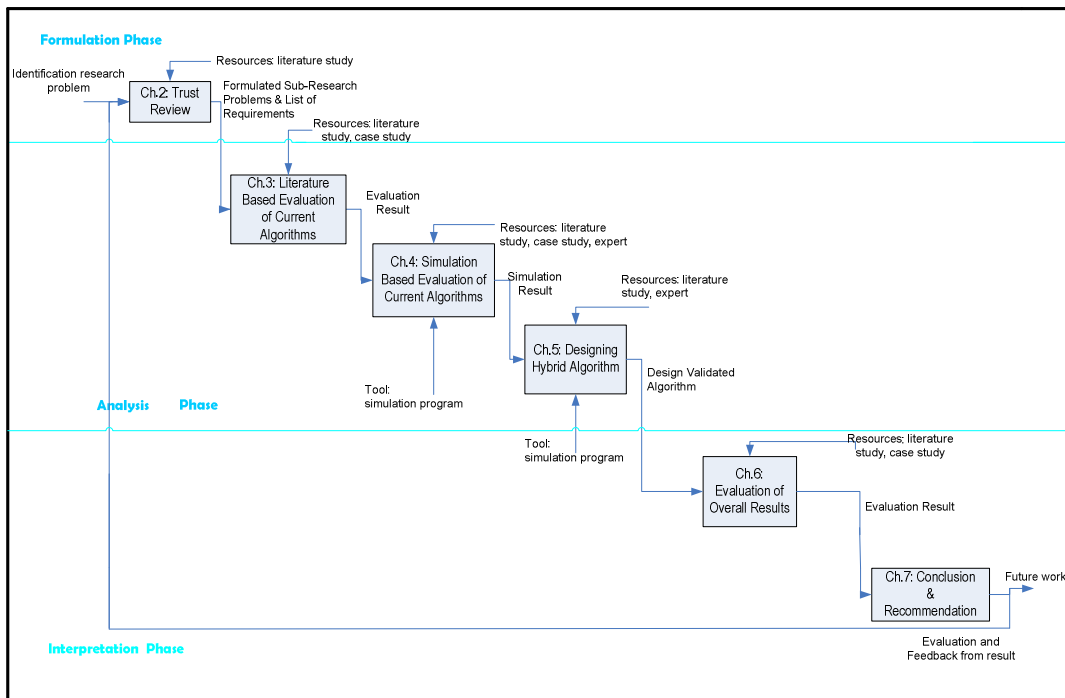 Formulation Phase
Resources: literature study
Identification research
problem
Ch.2: Trust
Review
Formulated Sub-Research
Problems & List of
Requirements
Resources: literature
study, case study
Ch.3: Literature
Based Evaluation
of Current
Algorithms
Evaluation
Result
Resources: literature
study, case study, expert
Ch.4: Simulation
Based Evaluation of
Current Algorithms
Simulation
Result
Resources: literature
study, expert
Ch.5: Designing
Hybrid Algorithm
Design Validated
Algorithm
Tool:
simulation program
Analysis Phase
Tool:
simulation program
Resources: literature
study, case study
Ch.6:
Evaluation of
Overall Results
Evaluation Result
Ch.7: Conclusion
&
Recommendation
Future work
Evaluation and
Feedback from result
Interpretation Phase